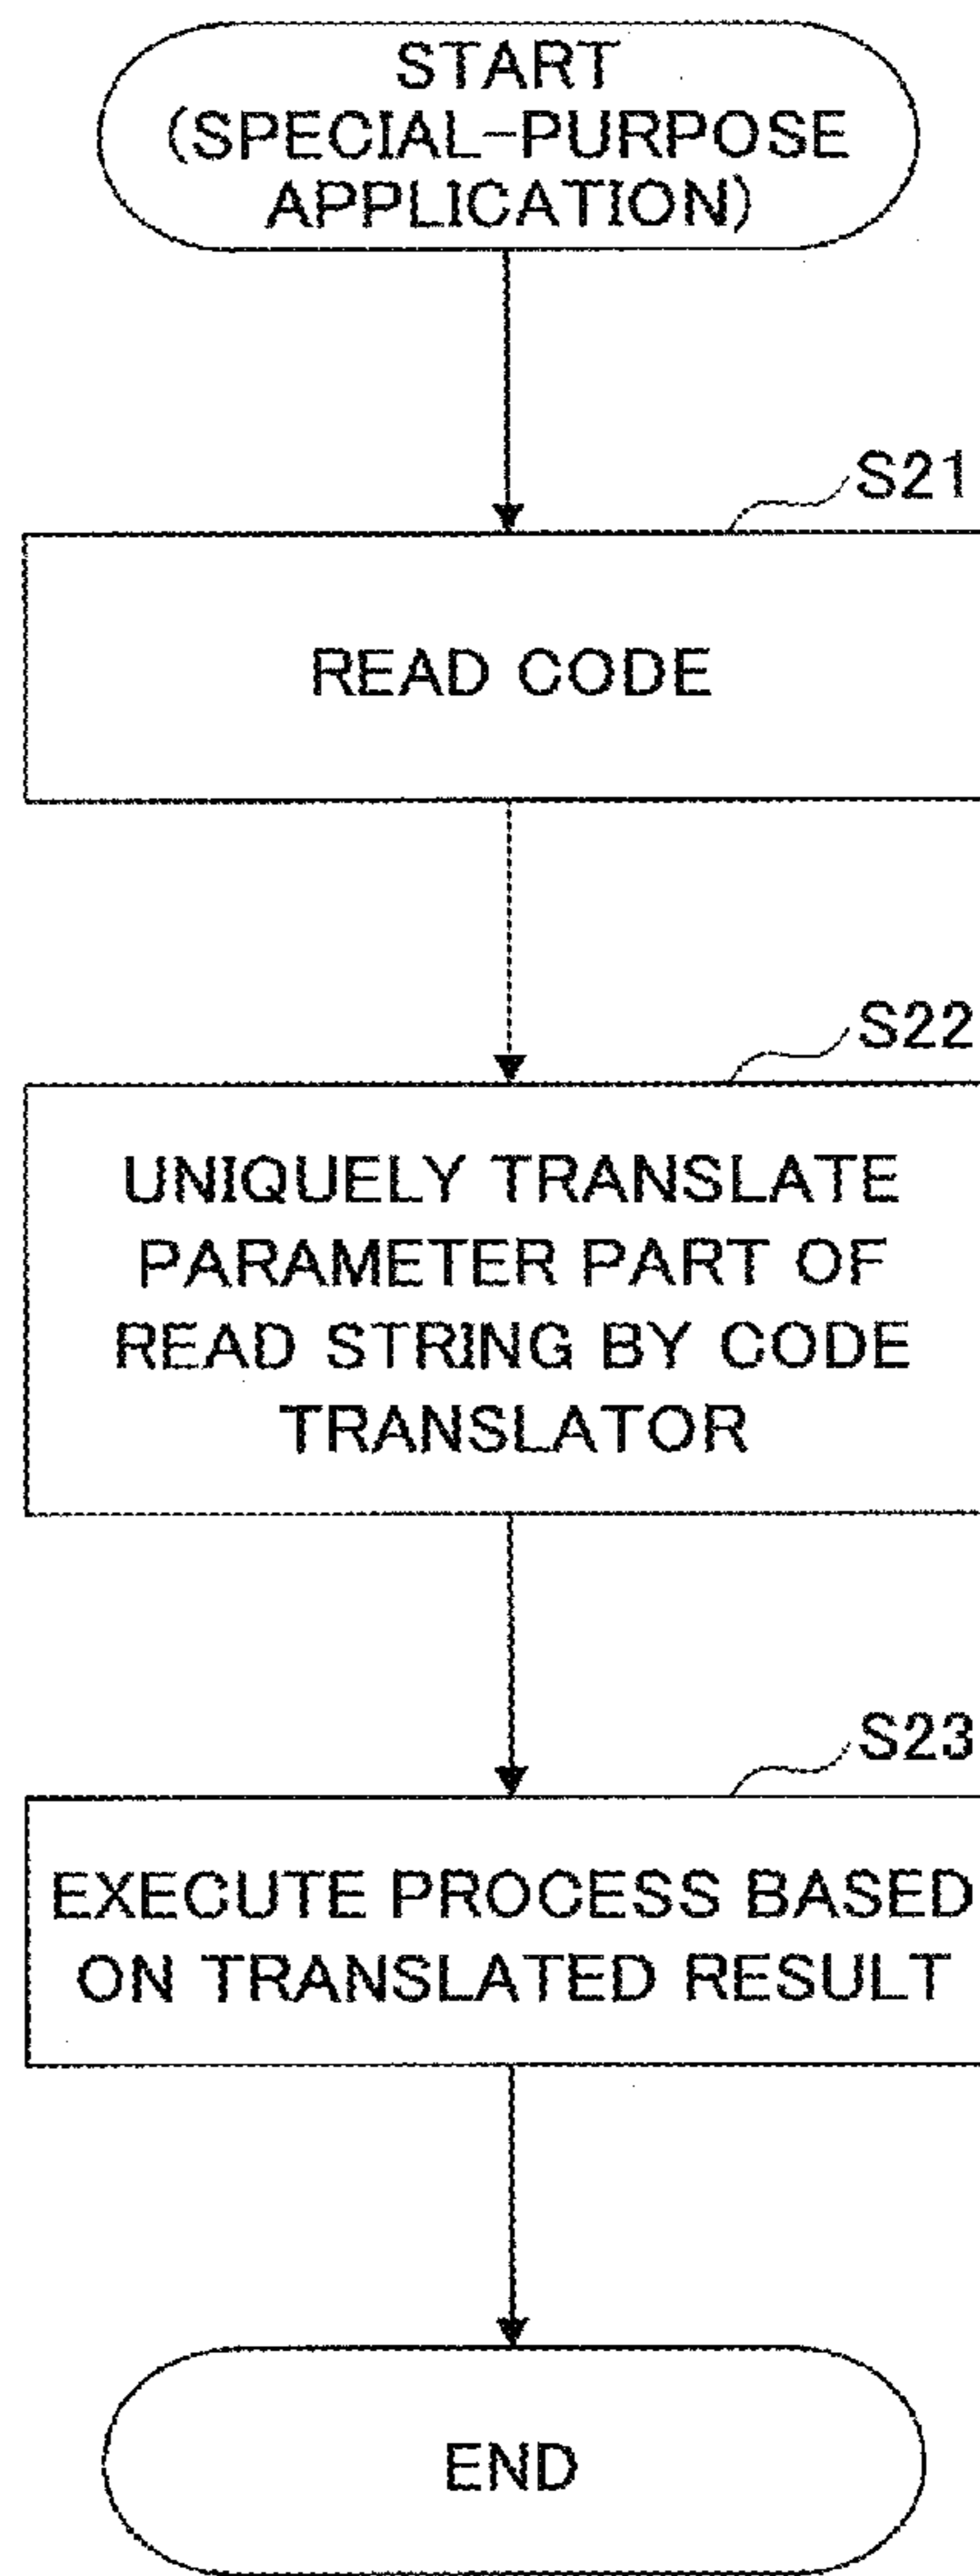 START
(SPECIAL-PURPOSE
APPLICATION)
S21
READ CODE
S22
UNIQUELY TRANSLATE
PARAMETER PART OF
READ STRING BY CODE
TRANSLATOR
S23
EXECUTE PROCESS BASED
ON TRANSLATED RESULT
END